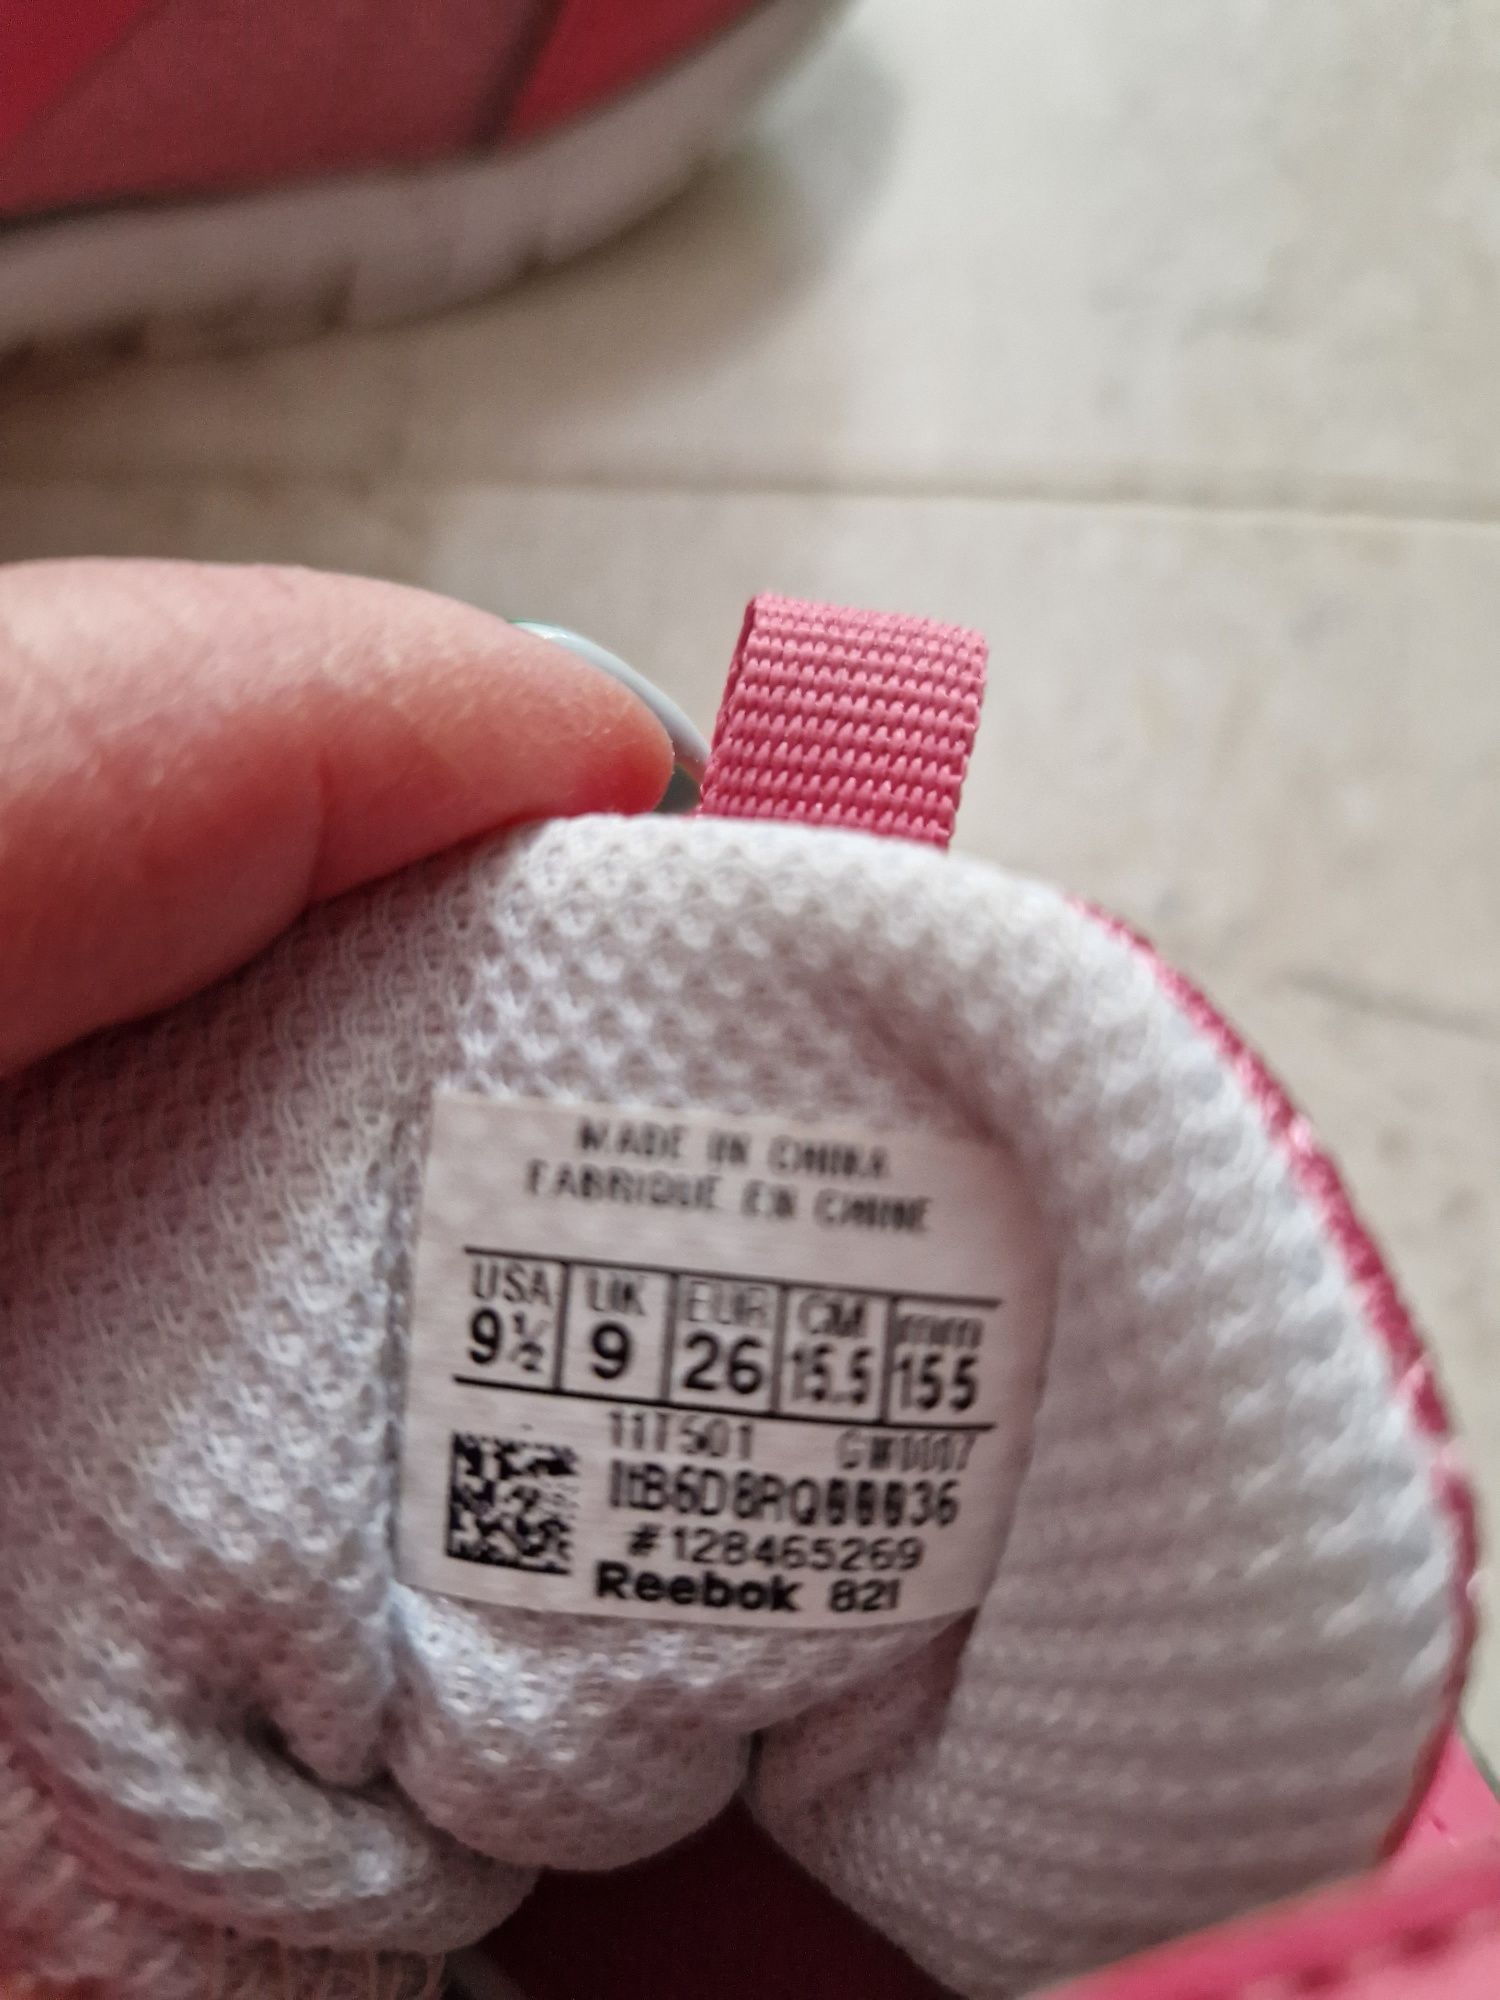 MADE IN CHINA
FABRIQUÉ EN CHINE
USA UK EUR CM mm
9½ 9 26 15.5 155
11T501 GW0007
#128465269
Reebok 821